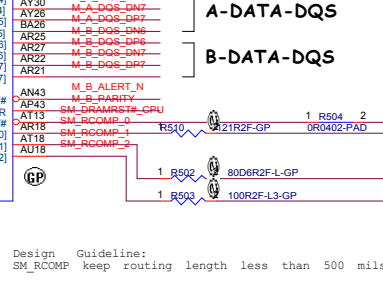 AY30 M_A_DQS_DN7
AY26 M_A_DQS_DP7 A-DATA-DQS
BA26 M_B_DQS_DN6
AR25 M_B_DQS_DP6
AR27 M_B_DQS_DN7
AR22 M_B_DQS_DP7 B-DATA-DQS
AR21
M_B_ALERT_N
AN43 M_B_PARITY
AP43 SM_DRAMRST#_CPU
AT13 SM_RCOMP_0
AR18 SM_RCOMP_1
AT18 SM_RCOMP_2
AU18
R510 121R2F-GP
1 R504 2
0R0402-PAD
GP
1 R502 80D6R2F-L-GP
1 R503 100R2F-L3-GP
Design Guideline:
SM_RCOMP keep routing length less than 500 mils